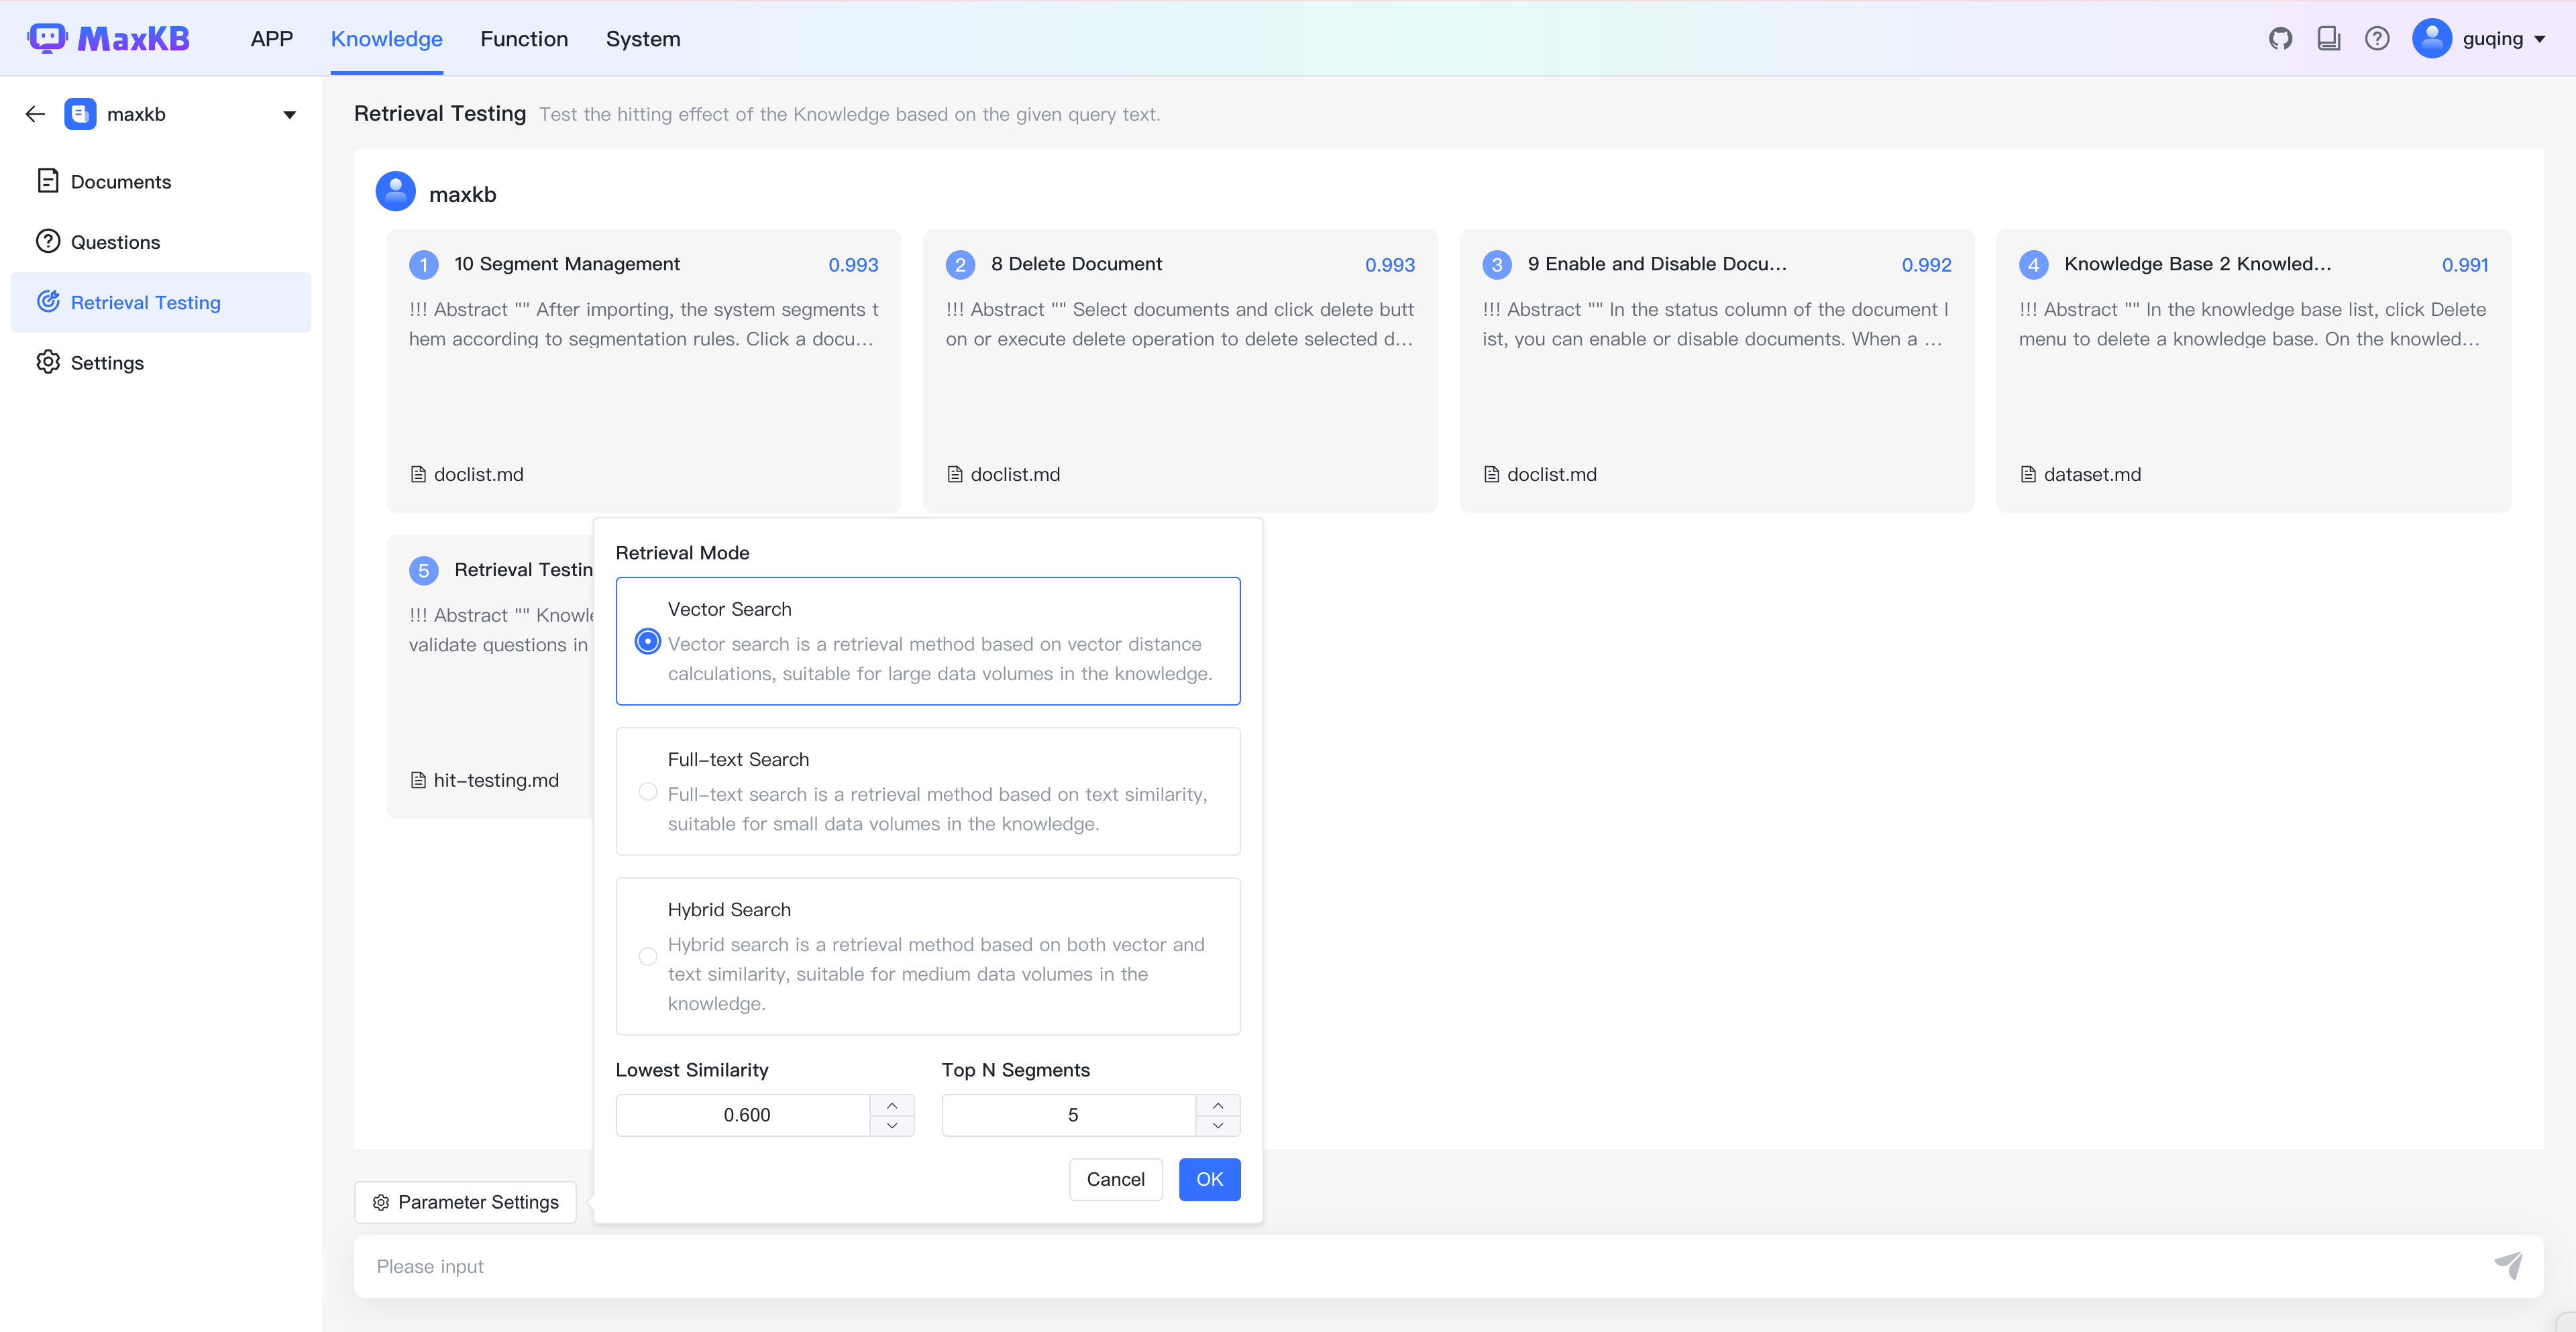 MaxKB
APP
Knowledge
Function
System
guqing
maxkb
Documents
Questions
Retrieval Testing
Settings
Retrieval Testing Test the hitting effect of the Knowledge based on the given query text.
maxkb
1 10 Segment Management 0.993
!!! Abstract "" After importing, the system segments t
hem according to segmentation rules. Click a docu...
doclist.md
2 8 Delete Document 0.993
!!! Abstract "" Select documents and click delete butt
on or execute delete operation to delete selected d...
doclist.md
3 9 Enable and Disable Docu... 0.992
!!! Abstract "" In the status column of the document l
ist, you can enable or disable documents. When a ...
doclist.md
4 Knowledge Base 2 Knowled... 0.991
!!! Abstract "" In the knowledge base list, click Delete
menu to delete a knowledge base. On the knowled...
dataset.md
5 Retrieval Testin
!!! Abstract "" Knowle
validate questions in
hit-testing.md
Retrieval Mode
Vector Search
Vector search is a retrieval method based on vector distance
calculations, suitable for large data volumes in the knowledge.
Full-text Search
Full-text search is a retrieval method based on text similarity,
suitable for small data volumes in the knowledge.
Hybrid Search
Hybrid search is a retrieval method based on both vector and
text similarity, suitable for medium data volumes in the
knowledge.
Lowest Similarity
0.600
Top N Segments
5
Cancel
OK
Parameter Settings
Please input